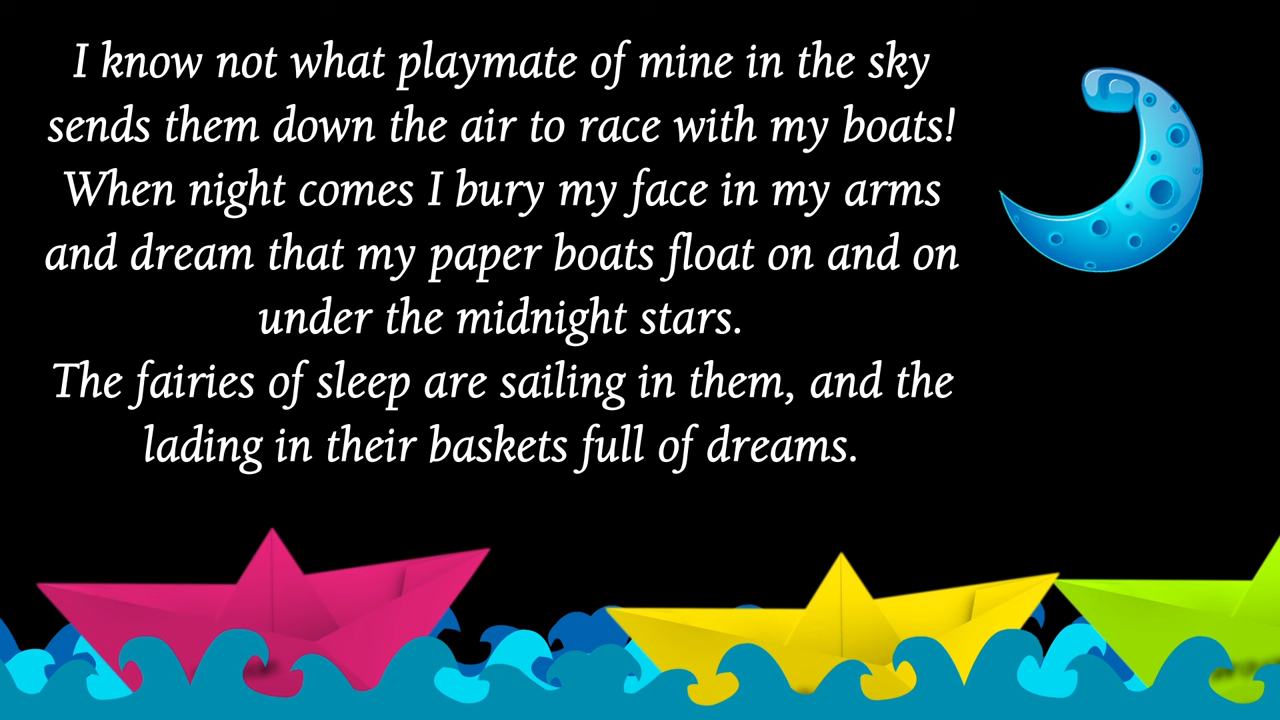 I know not what playmate of mine in the sky
sends them down the air to race with my boats!
When night comes I bury my face in my arms
and dream that my paper boats float on and on
under the midnight stars.
The fairies of sleep are sailing in them, and the
lading in their baskets full of dreams.